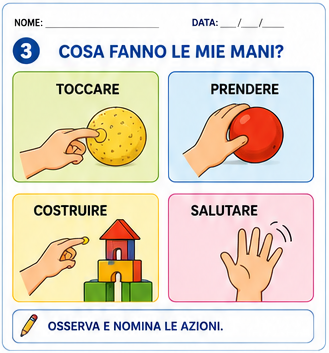 NOME: ____________________ DATA: ___/___/____
3 COSA FANNO LE MIE MANI?
TOCCARE PRENDERE
COSTRUIRE SALUTARE
OSSERVA E NOMINA LE AZIONI.